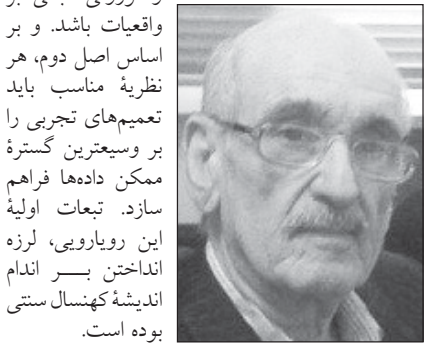 واقعیات باشد. و بر
اساس اصل دوم، هر
نظریهٔ مناسب باید
تعمیم‌های تجربی را
بر وسیعترین گسترهٔ
ممکن داده‌ها فراهم
سازد. تبعات اولیهٔ
این رویارویی، لرزه
انداختن بـــر اندام
اندیشهٔ کهنسال سنتی
بوده است.